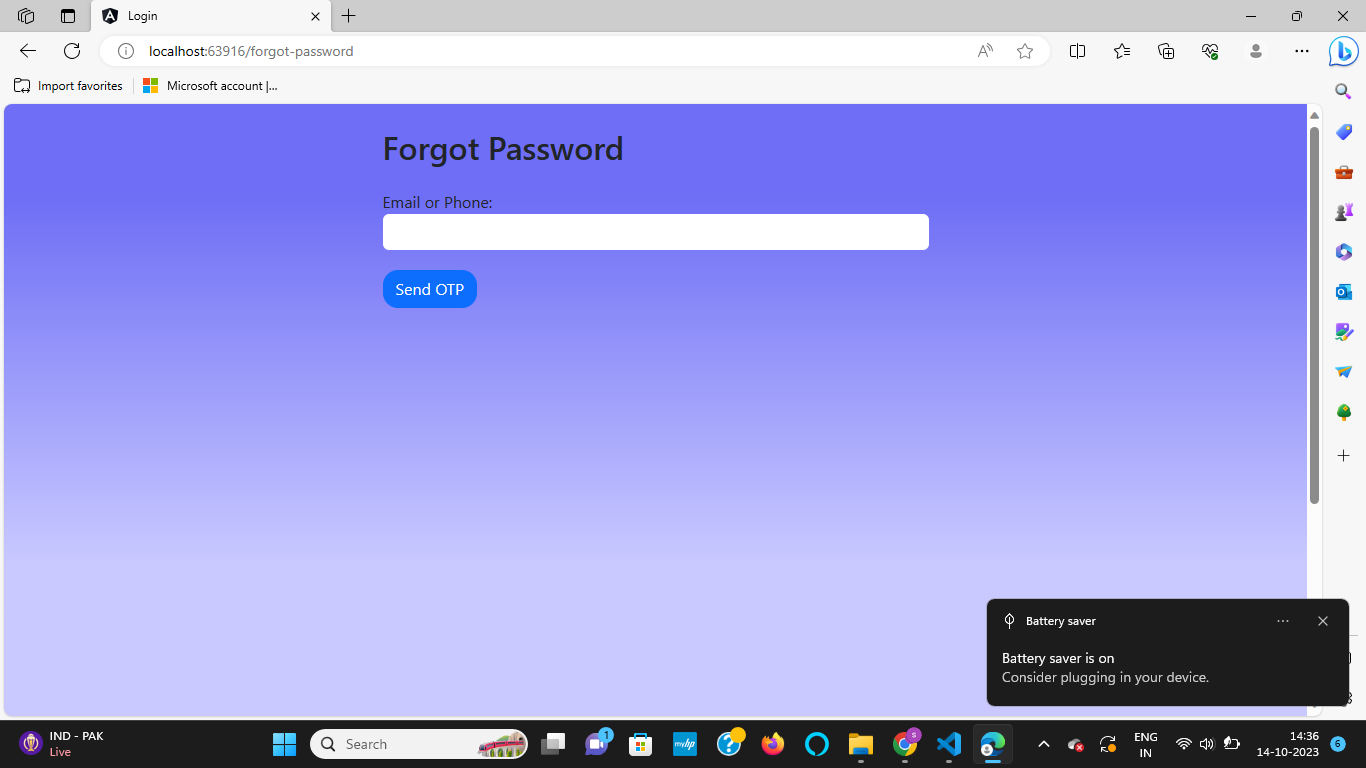 Login
localhost:63916/forgot-password
Import favorites
Microsoft account |...
Forgot Password
Email or Phone:
Send OTP
Battery saver
Battery saver is on
Consider plugging in your device.
IND - PAK
Live
Search
1
myhp
S
ENG
IN
14:36
14-10-2023
6